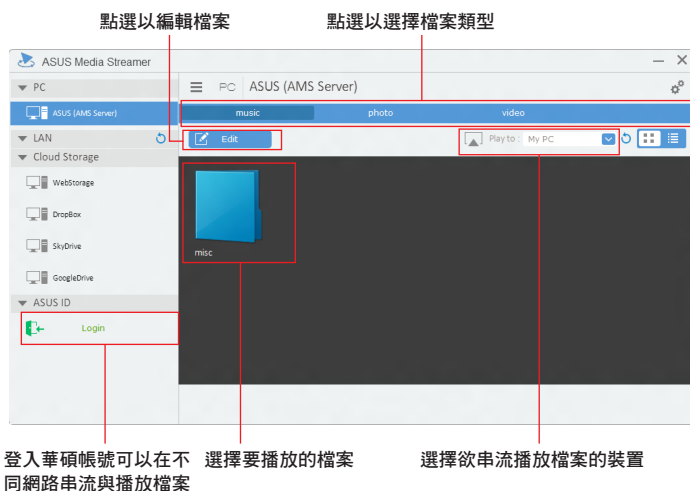 點選以編輯檔案
點選以選擇檔案類型
ASUS Media Streamer
PC
PC ASUS (AMS Server)
ASUS (AMS Server)
music photo video
LAN
Edit
Play to : My PC
Cloud Storage
WebStorage
DropBox
SkyDrive
GoogleDrive
misc
ASUS ID
Login
登入華碩帳號可以在不
同網路串流與播放檔案
選擇要播放的檔案
選擇欲串流播放檔案的裝置